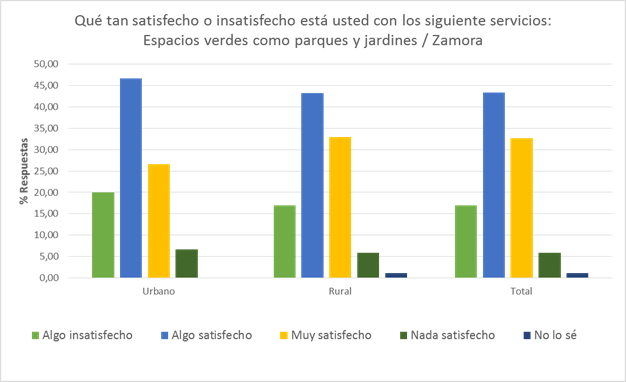 Qué tan satisfecho o insatisfecho está usted con los siguiente servicios:
Espacios verdes como parques y jardines / Zamora
50,00
45,00
40,00
35,00
30,00
25,00
20,00
15,00
10,00
5,00
0,00
% Respuestas
Urbano Rural Total
Algo insatisfecho Algo satisfecho Muy satisfecho Nada satisfecho No lo sé